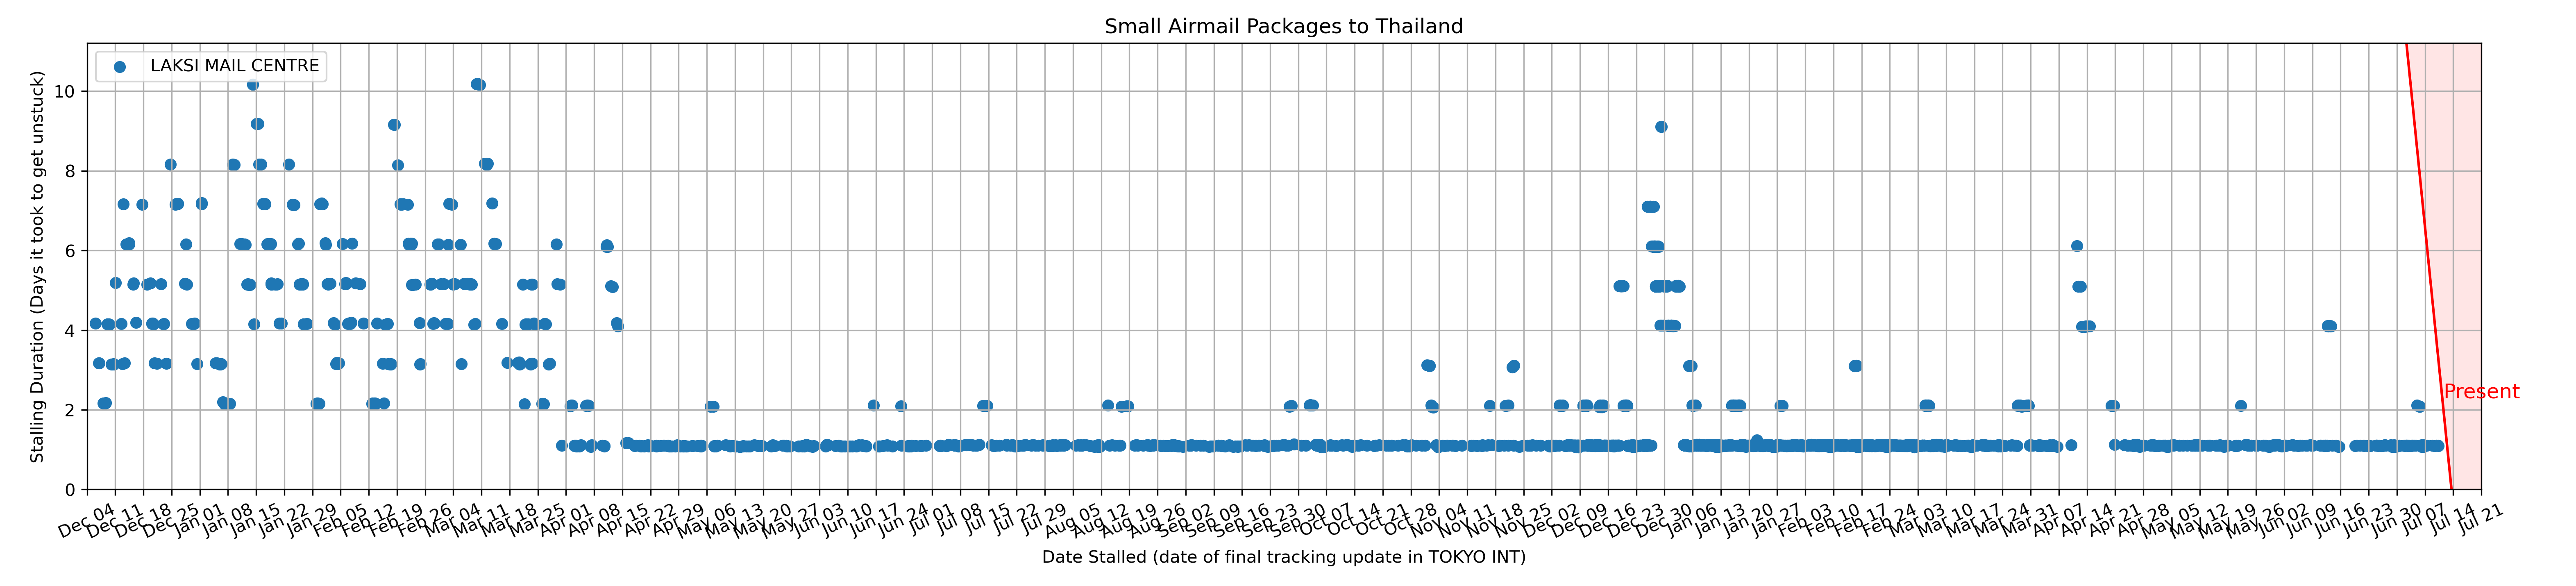 Small Airmail Packages to Thailand
LAKSI MAIL CENTRE
Stalling Duration (Days it took to get unstuck)
10
8
6
4
2
0
Present
Dec 04
Dec 11
Dec 18
Dec 25
Jan 01
Jan 08
Jan 15
Jan 22
Jan 29
Feb 05
Feb 12
Feb 19
Feb 26
Mar 04
Mar 11
Mar 18
Mar 25
Apr 01
Apr 08
Apr 15
Apr 22
Apr 29
May 06
May 13
May 20
May 27
Jun 03
Jun 10
Jun 17
Jun 24
Jul 01
Jul 08
Jul 15
Jul 22
Jul 29
Aug 05
Aug 12
Aug 19
Aug 26
Sep 02
Sep 09
Sep 16
Sep 23
Sep 30
Oct 07
Oct 14
Oct 21
Oct 28
Nov 04
Nov 11
Nov 18
Nov 25
Dec 02
Dec 09
Dec 16
Dec 23
Dec 30
Jan 06
Jan 13
Jan 20
Jan 27
Feb 03
Feb 10
Feb 17
Feb 24
Mar 03
Mar 10
Mar 17
Mar 24
Mar 31
Apr 07
Apr 14
Apr 21
Apr 28
May 05
May 12
May 19
May 26
Jun 02
Jun 09
Jun 16
Jun 23
Jun 30
Jul 07
Jul 14
Jul 21
Date Stalled (date of final tracking update in TOKYO INT)